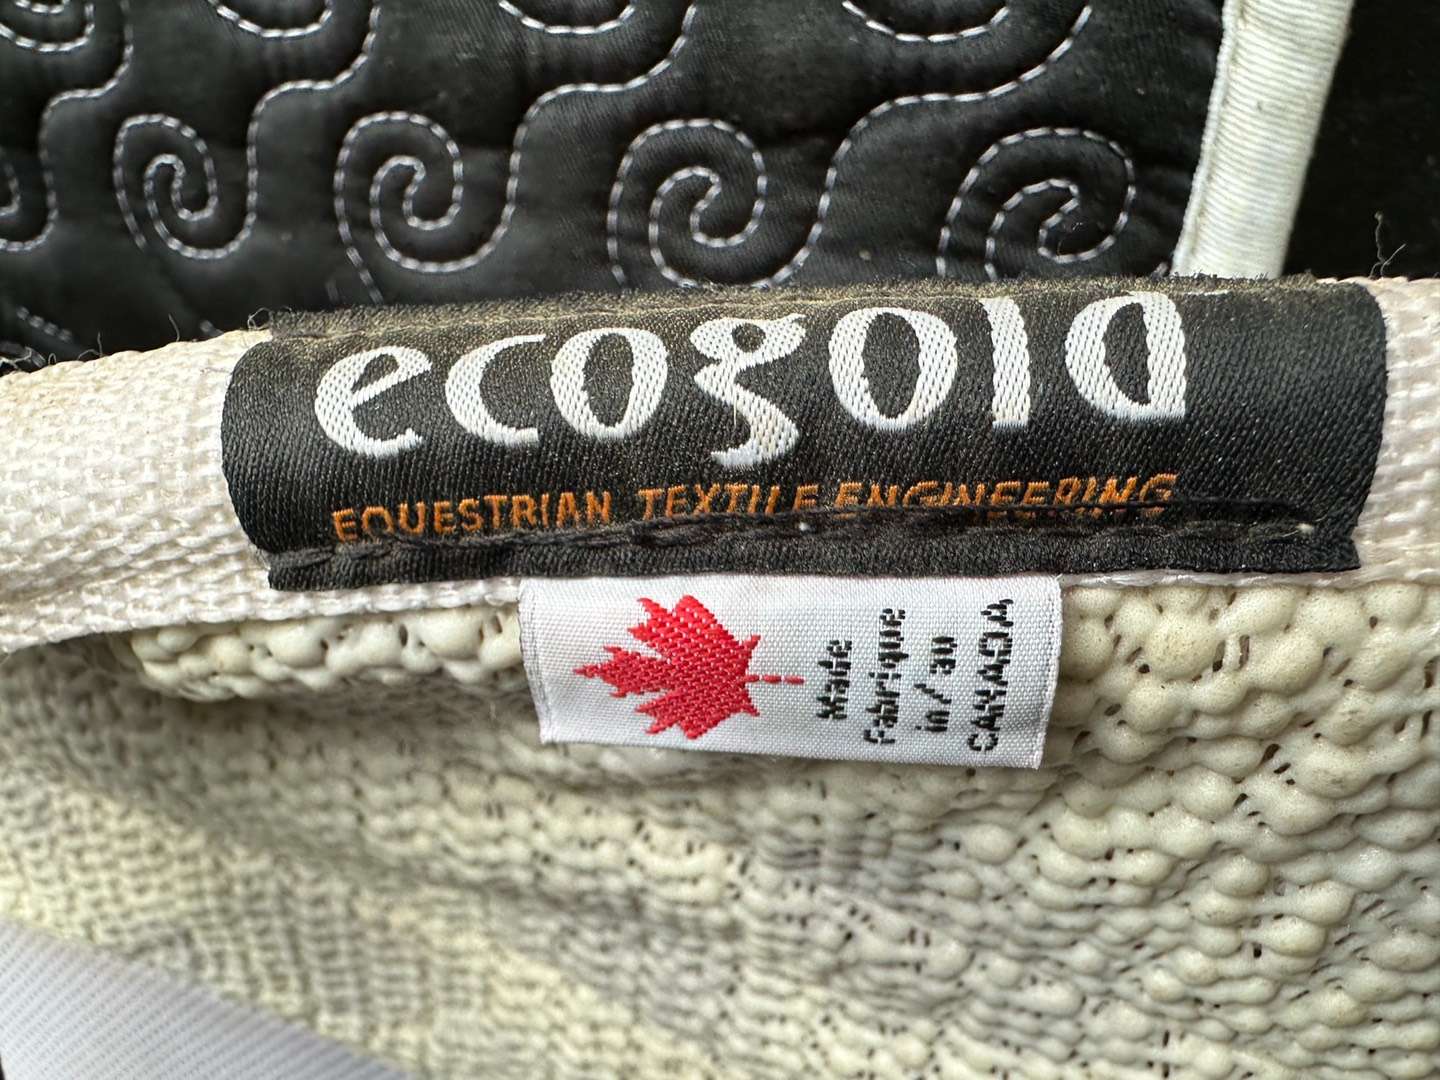 ecogold
EQUESTRIAN TEXTILE ENGINEERING
Made
Fabriqué
in/au
CANADA